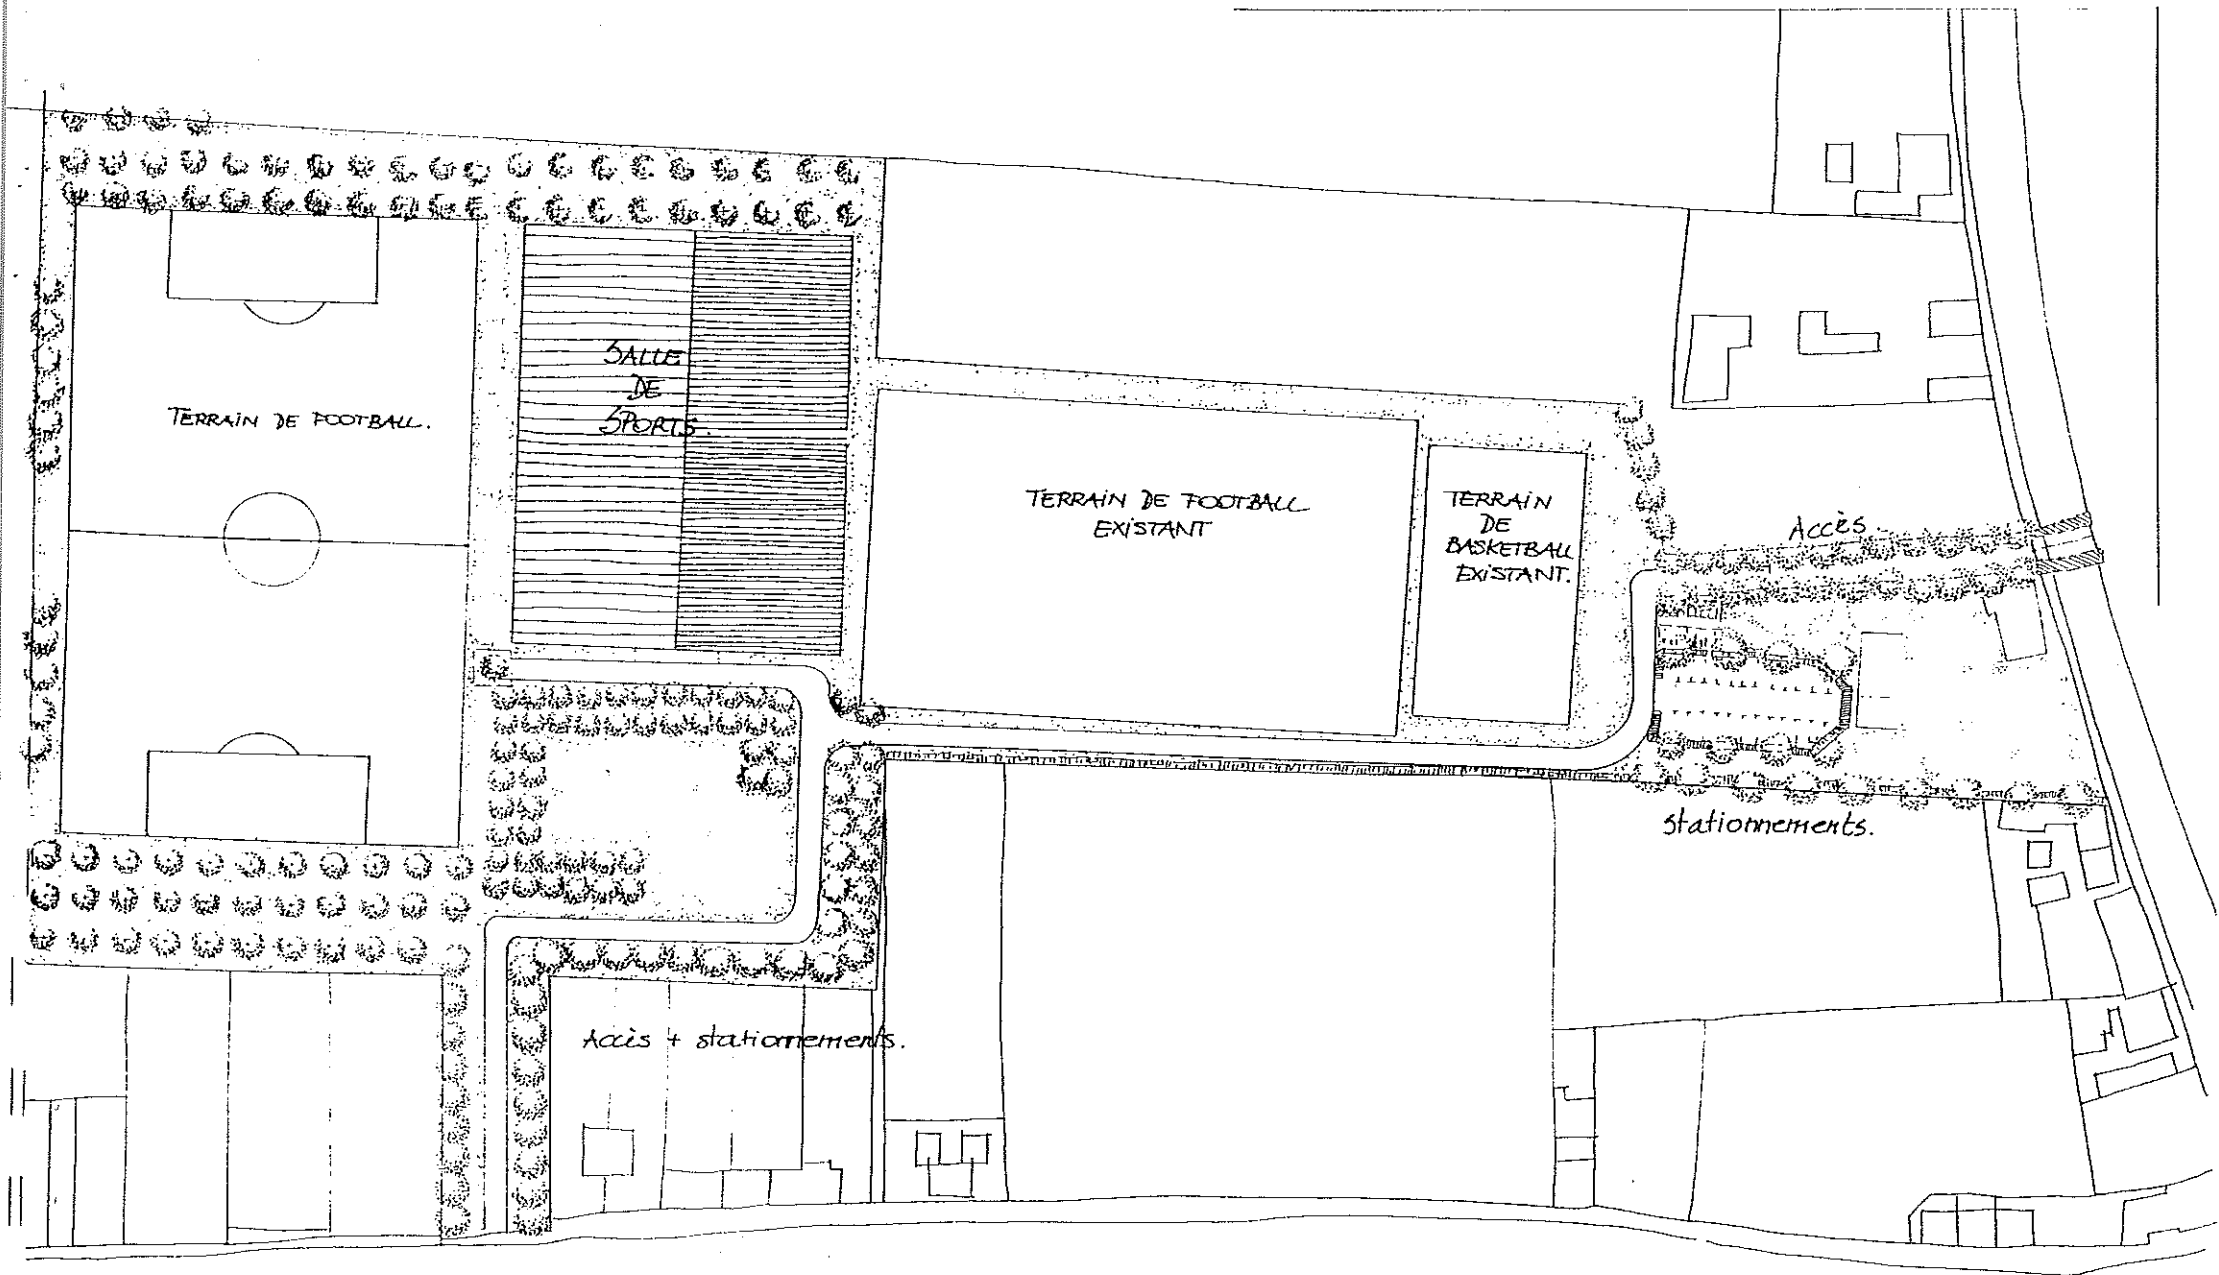 SALLE
DE
SPORTS.
TERRAIN DE FOOTBALL.
TERRAIN DE FOOTBALL
EXISTANT
TERRAIN
DE
BASKETBALL
EXISTANT.
Accès.
stationnements.
Accès + stationnements.